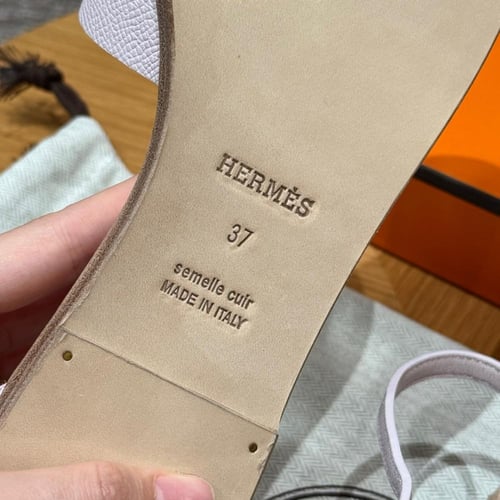 HERMÈS
37
semelle cuir
MADE IN ITALY